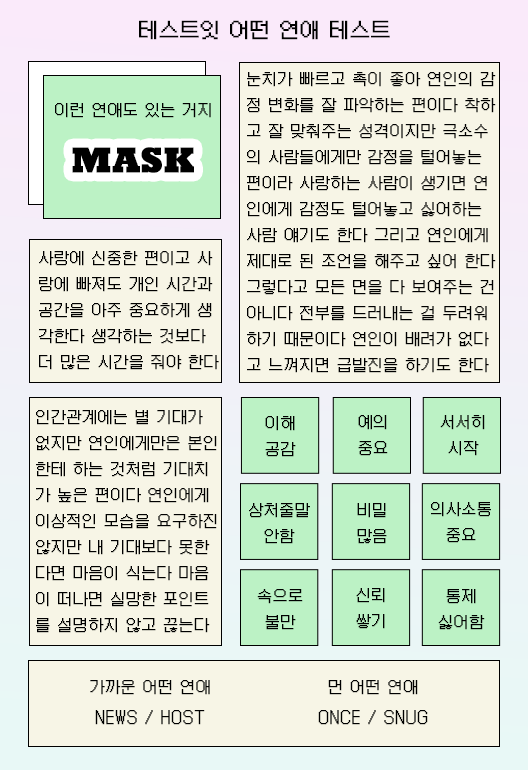 테스트잇 어떤 연애 테스트
이런 연애도 있는 거지
MASK
눈치가 빠르고 촉이 좋아 연인의 감
정 변화를 잘 파악하는 편이다 착하
고 잘 맞춰주는 성격이지만 극소수
의 사람들에게만 감정을 털어놓는
편이라 사랑하는 사람이 생기면 연
인에게 감정도 털어놓고 싫어하는
사람 얘기도 한다 그리고 연인에게
제대로 된 조언을 해주고 싶어 한다
그렇다고 모든 면을 다 보여주는 건
아니다 전부를 드러내는 걸 두려워
하기 때문이다 연인이 배려가 없다
고 느껴지면 급발진을 하기도 한다
사랑에 신중한 편이고 사
랑에 빠져도 개인 시간과
공간을 아주 중요하게 생
각한다 생각하는 것보다
더 많은 시간을 줘야 한다
인간관계에는 별 기대가
없지만 연인에게만은 본인
한테 하는 것처럼 기대치
가 높은 편이다 연인에게
이상적인 모습을 요구하진
않지만 내 기대보다 못한
다면 마음이 식는다 마음
이 떠나면 실망한 포인트
를 설명하지 않고 끊는다
이해
공감
예의
중요
서서히
시작
상처줄말
안함
비밀
많음
의사소통
중요
속으로
불만
신뢰
쌓기
통제
싫어함
가까운 어떤 연애
NEWS / HOST
먼 어떤 연애
ONCE / SNUG